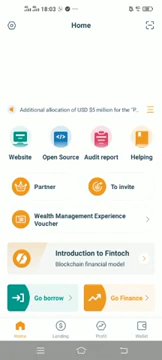 18:03
Home
Additional allocation of USD $5 million for the "P..
Website
Open Source
Audit report
Helping
Partner
To invite
Wealth Management Experience
Voucher
Introduction to Fintoch
Blockchain financial model
Go borrow
Go Finance
Home
Lending
Profit
Wallet